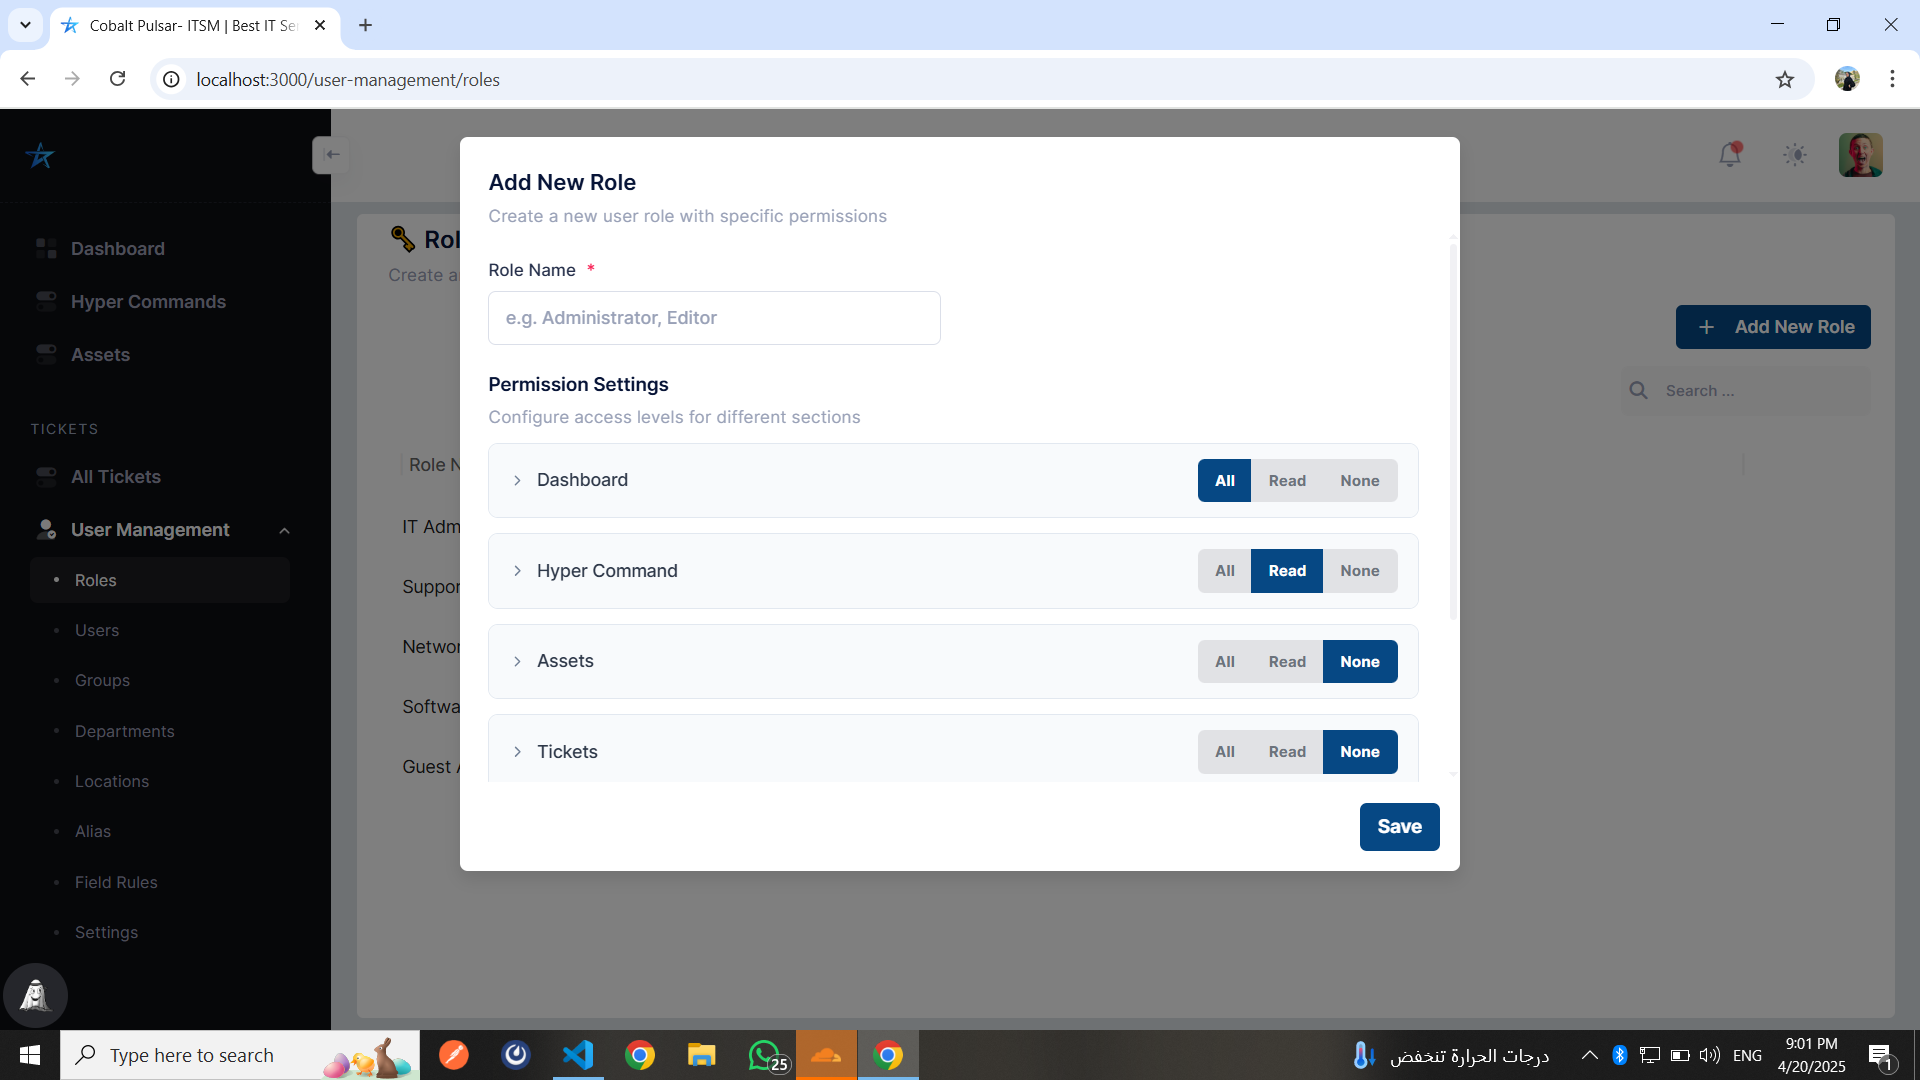 Cobalt Pulsar- ITSM | Best IT Se
localhost:3000/user-management/roles
Dashboard
Hyper Commands
Assets
TICKETS
All Tickets
User Management
Roles
Users
Groups
Departments
Locations
Alias
Field Rules
Settings
Rol
Create a
Add New Role
Search ...
Role N
IT Adm
Suppor
Networ
Softwa
Guest A
Add New Role
Create a new user role with specific permissions
Role Name *
e.g. Administrator, Editor
Permission Settings
Configure access levels for different sections
Dashboard All Read None
Hyper Command All Read None
Assets All Read None
Tickets All Read None
Save
Type here to search
25
درجات الحرارة تنخفض
ENG
9:01 PM
4/20/2025
1